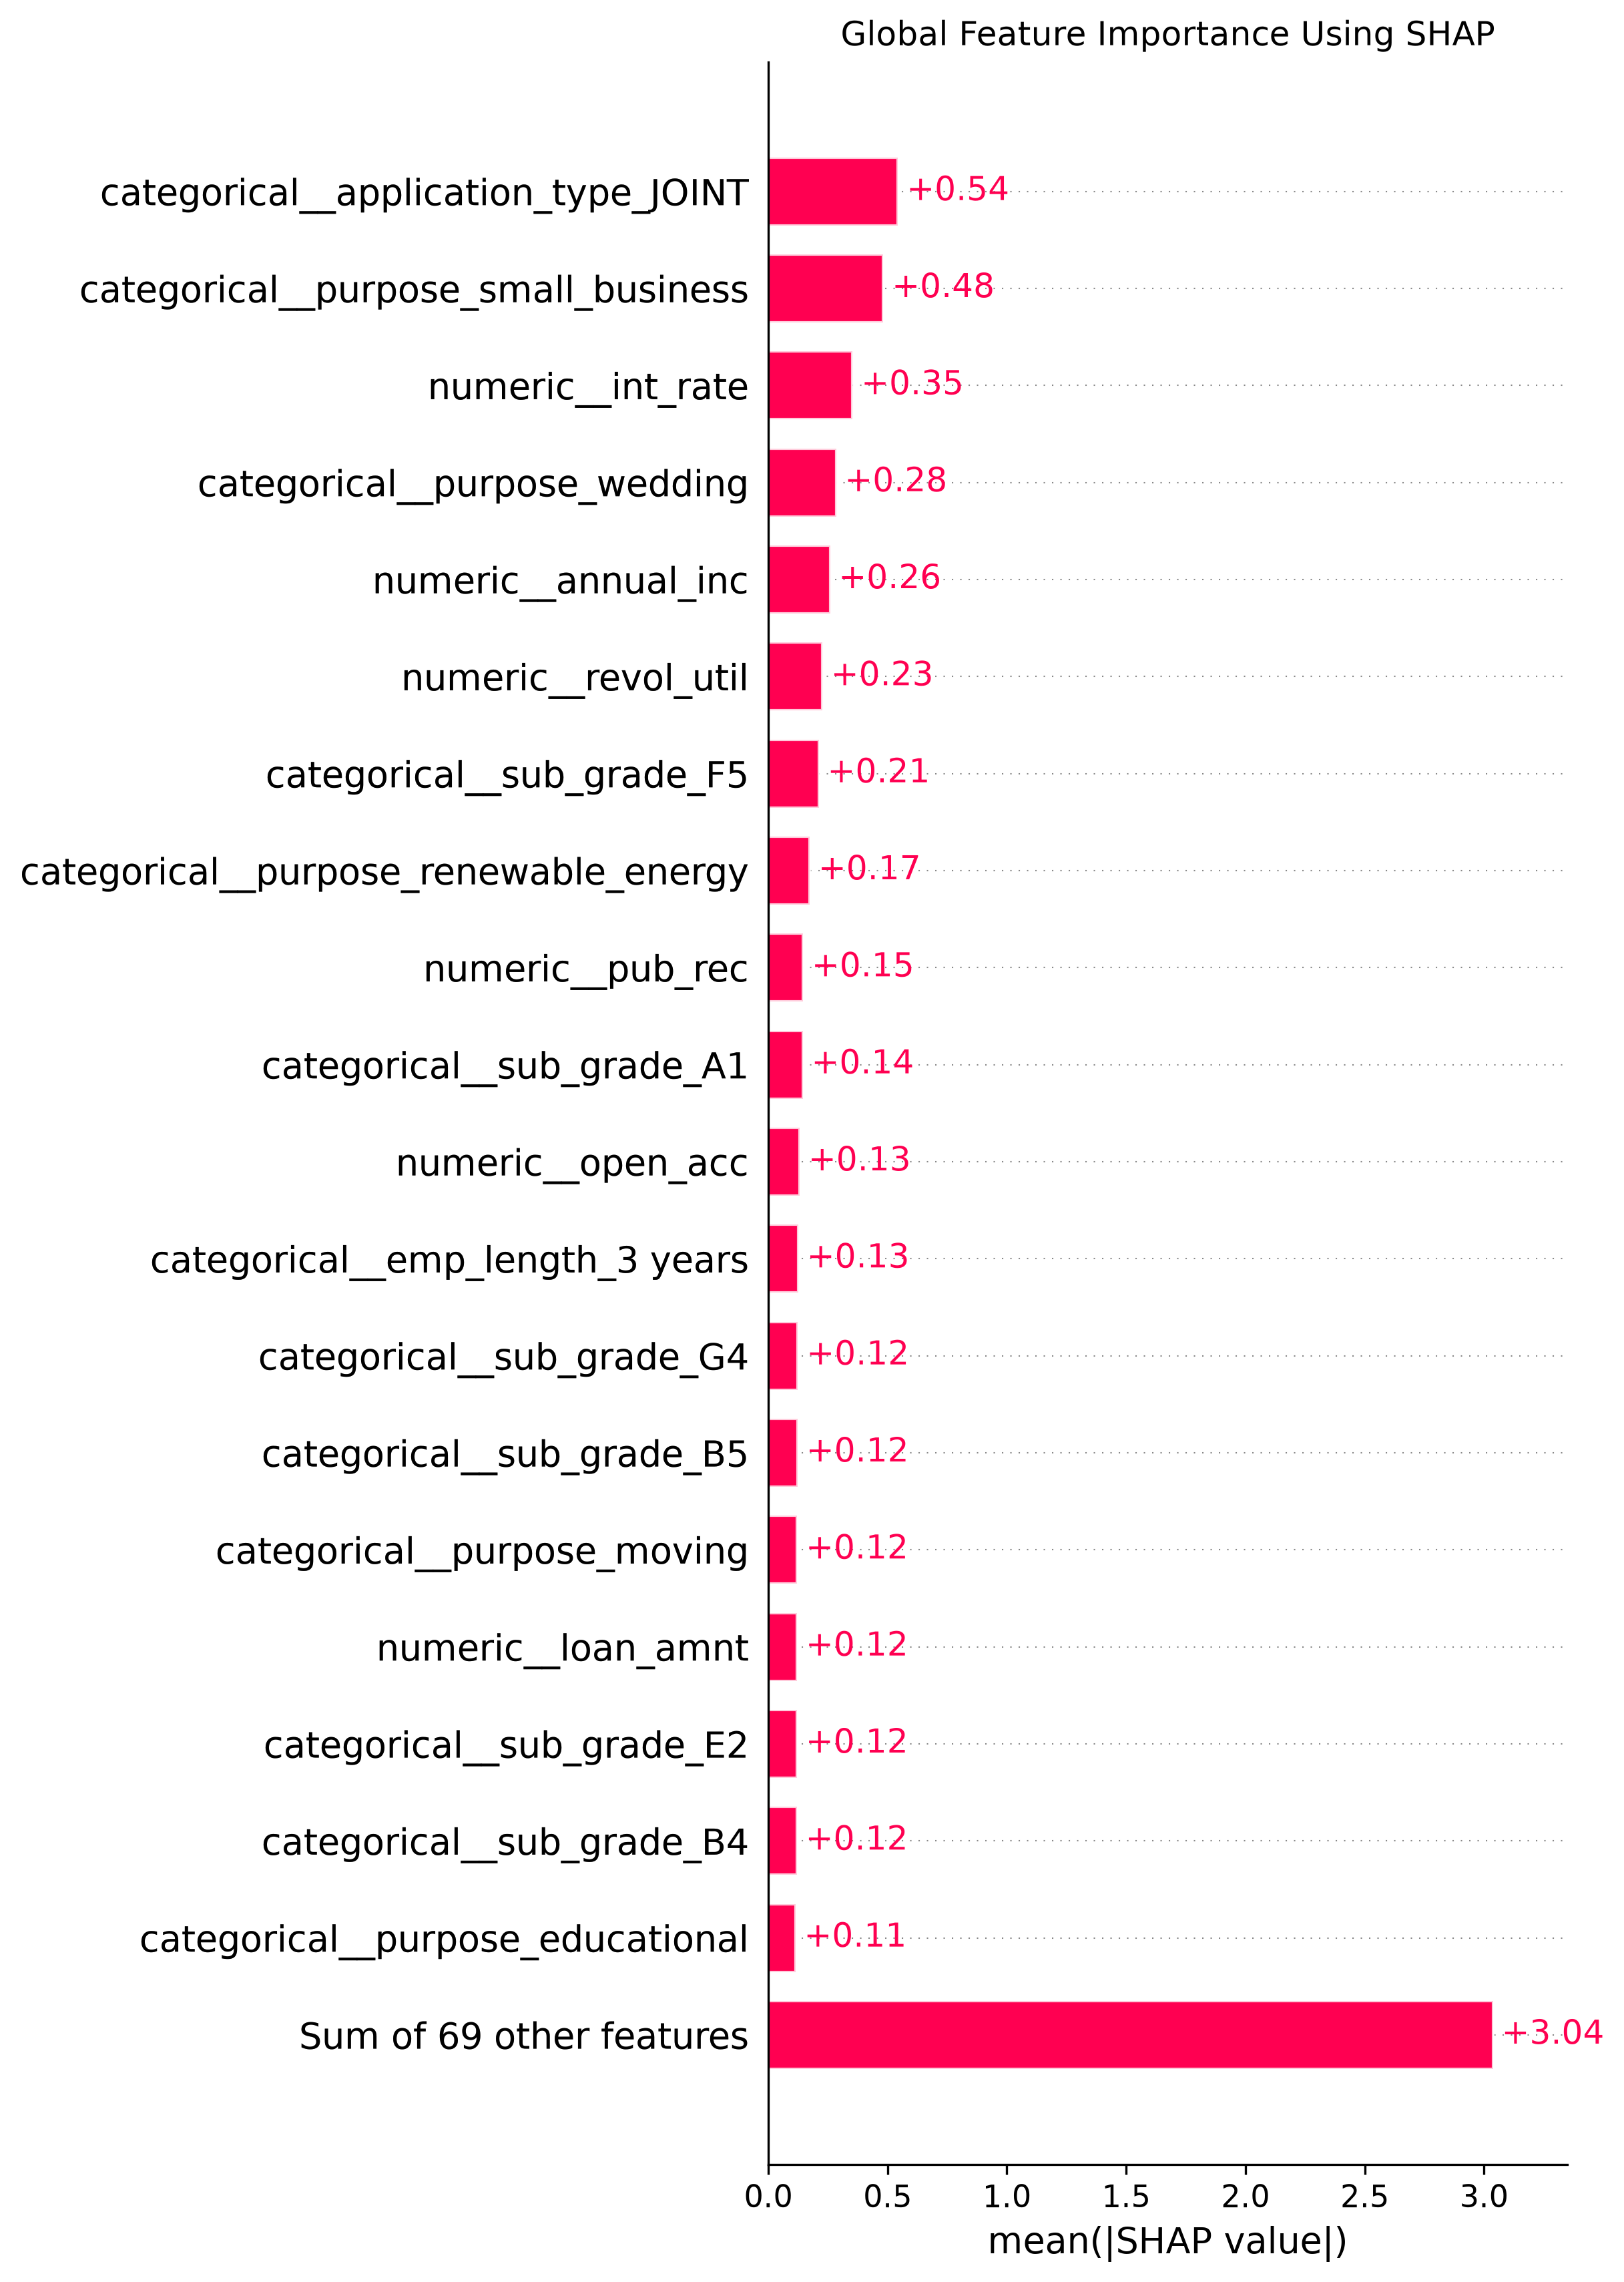 Global Feature Importance Using SHAP
categorical__application_type_JOINT +0.54
categorical__purpose_small_business +0.48
numeric__int_rate +0.35
categorical__purpose_wedding +0.28
numeric__annual_inc +0.26
numeric__revol_util +0.23
categorical__sub_grade_F5 +0.21
categorical__purpose_renewable_energy +0.17
numeric__pub_rec +0.15
categorical__sub_grade_A1 +0.14
numeric__open_acc +0.13
categorical__emp_length_3 years +0.13
categorical__sub_grade_G4 +0.12
categorical__sub_grade_B5 +0.12
categorical__purpose_moving +0.12
numeric__loan_amnt +0.12
categorical__sub_grade_E2 +0.12
categorical__sub_grade_B4 +0.12
categorical__purpose_educational +0.11
Sum of 69 other features +3.04
0.0 0.5 1.0 1.5 2.0 2.5 3.0
mean(|SHAP value|)